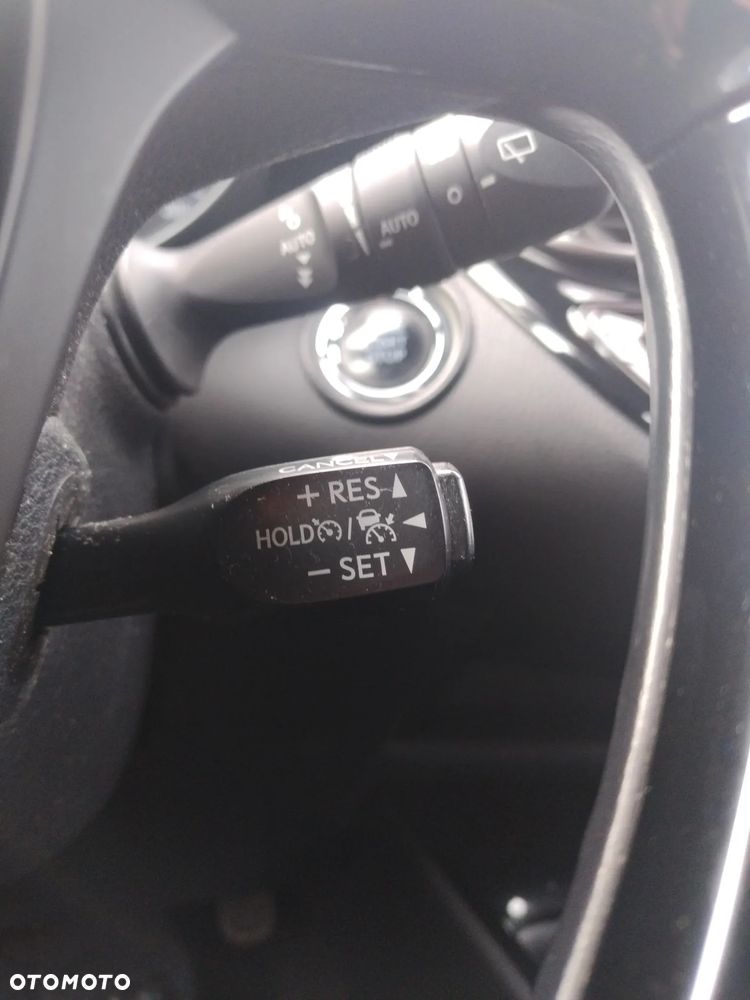 AUTO
AUTO
CANCEL
+ RES
HOLD /
− SET
OTOMOTO